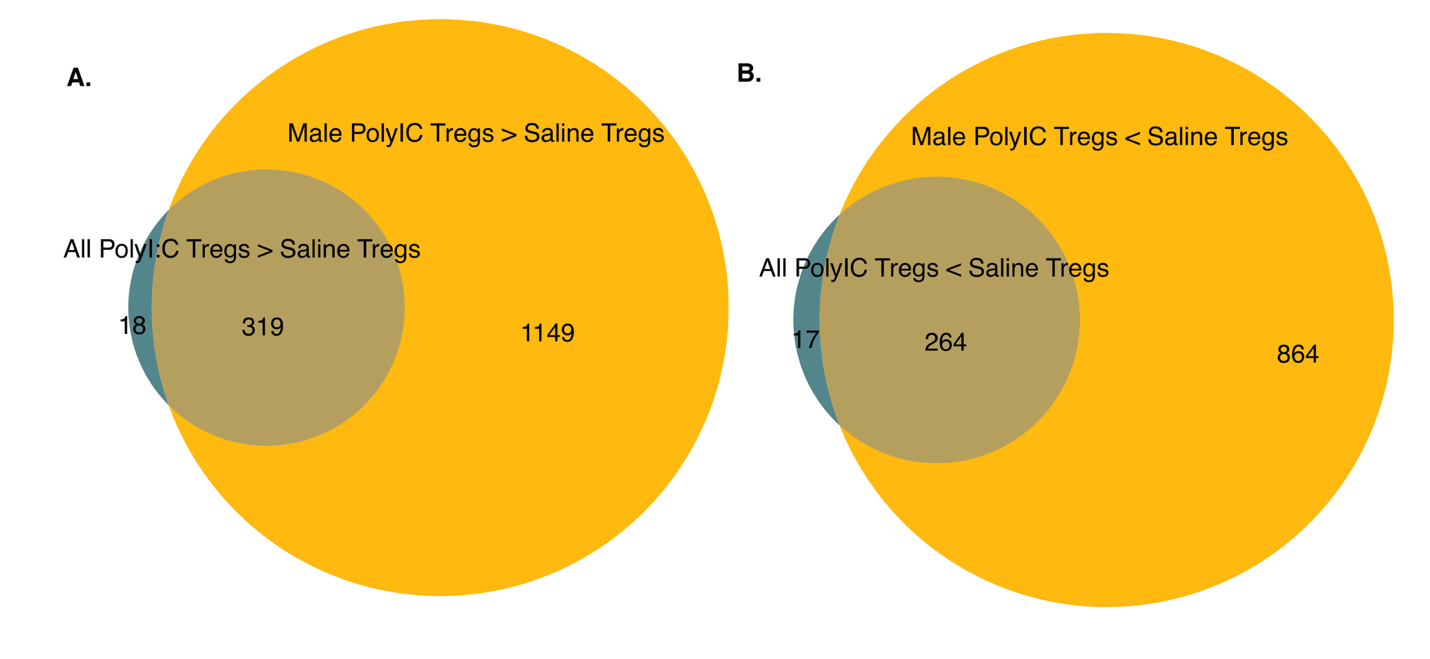 A.
Male PolyIC Tregs > Saline Tregs
All PolyI:C Tregs > Saline Tregs
18
319
1149
B.
Male PolyIC Tregs < Saline Tregs
All PolyIC Tregs < Saline Tregs
17
264
864